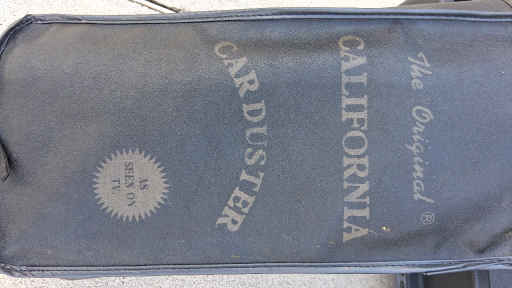 The Original ®
CALIFORNIA
CAR DUSTER
AS
SEEN ON
TV